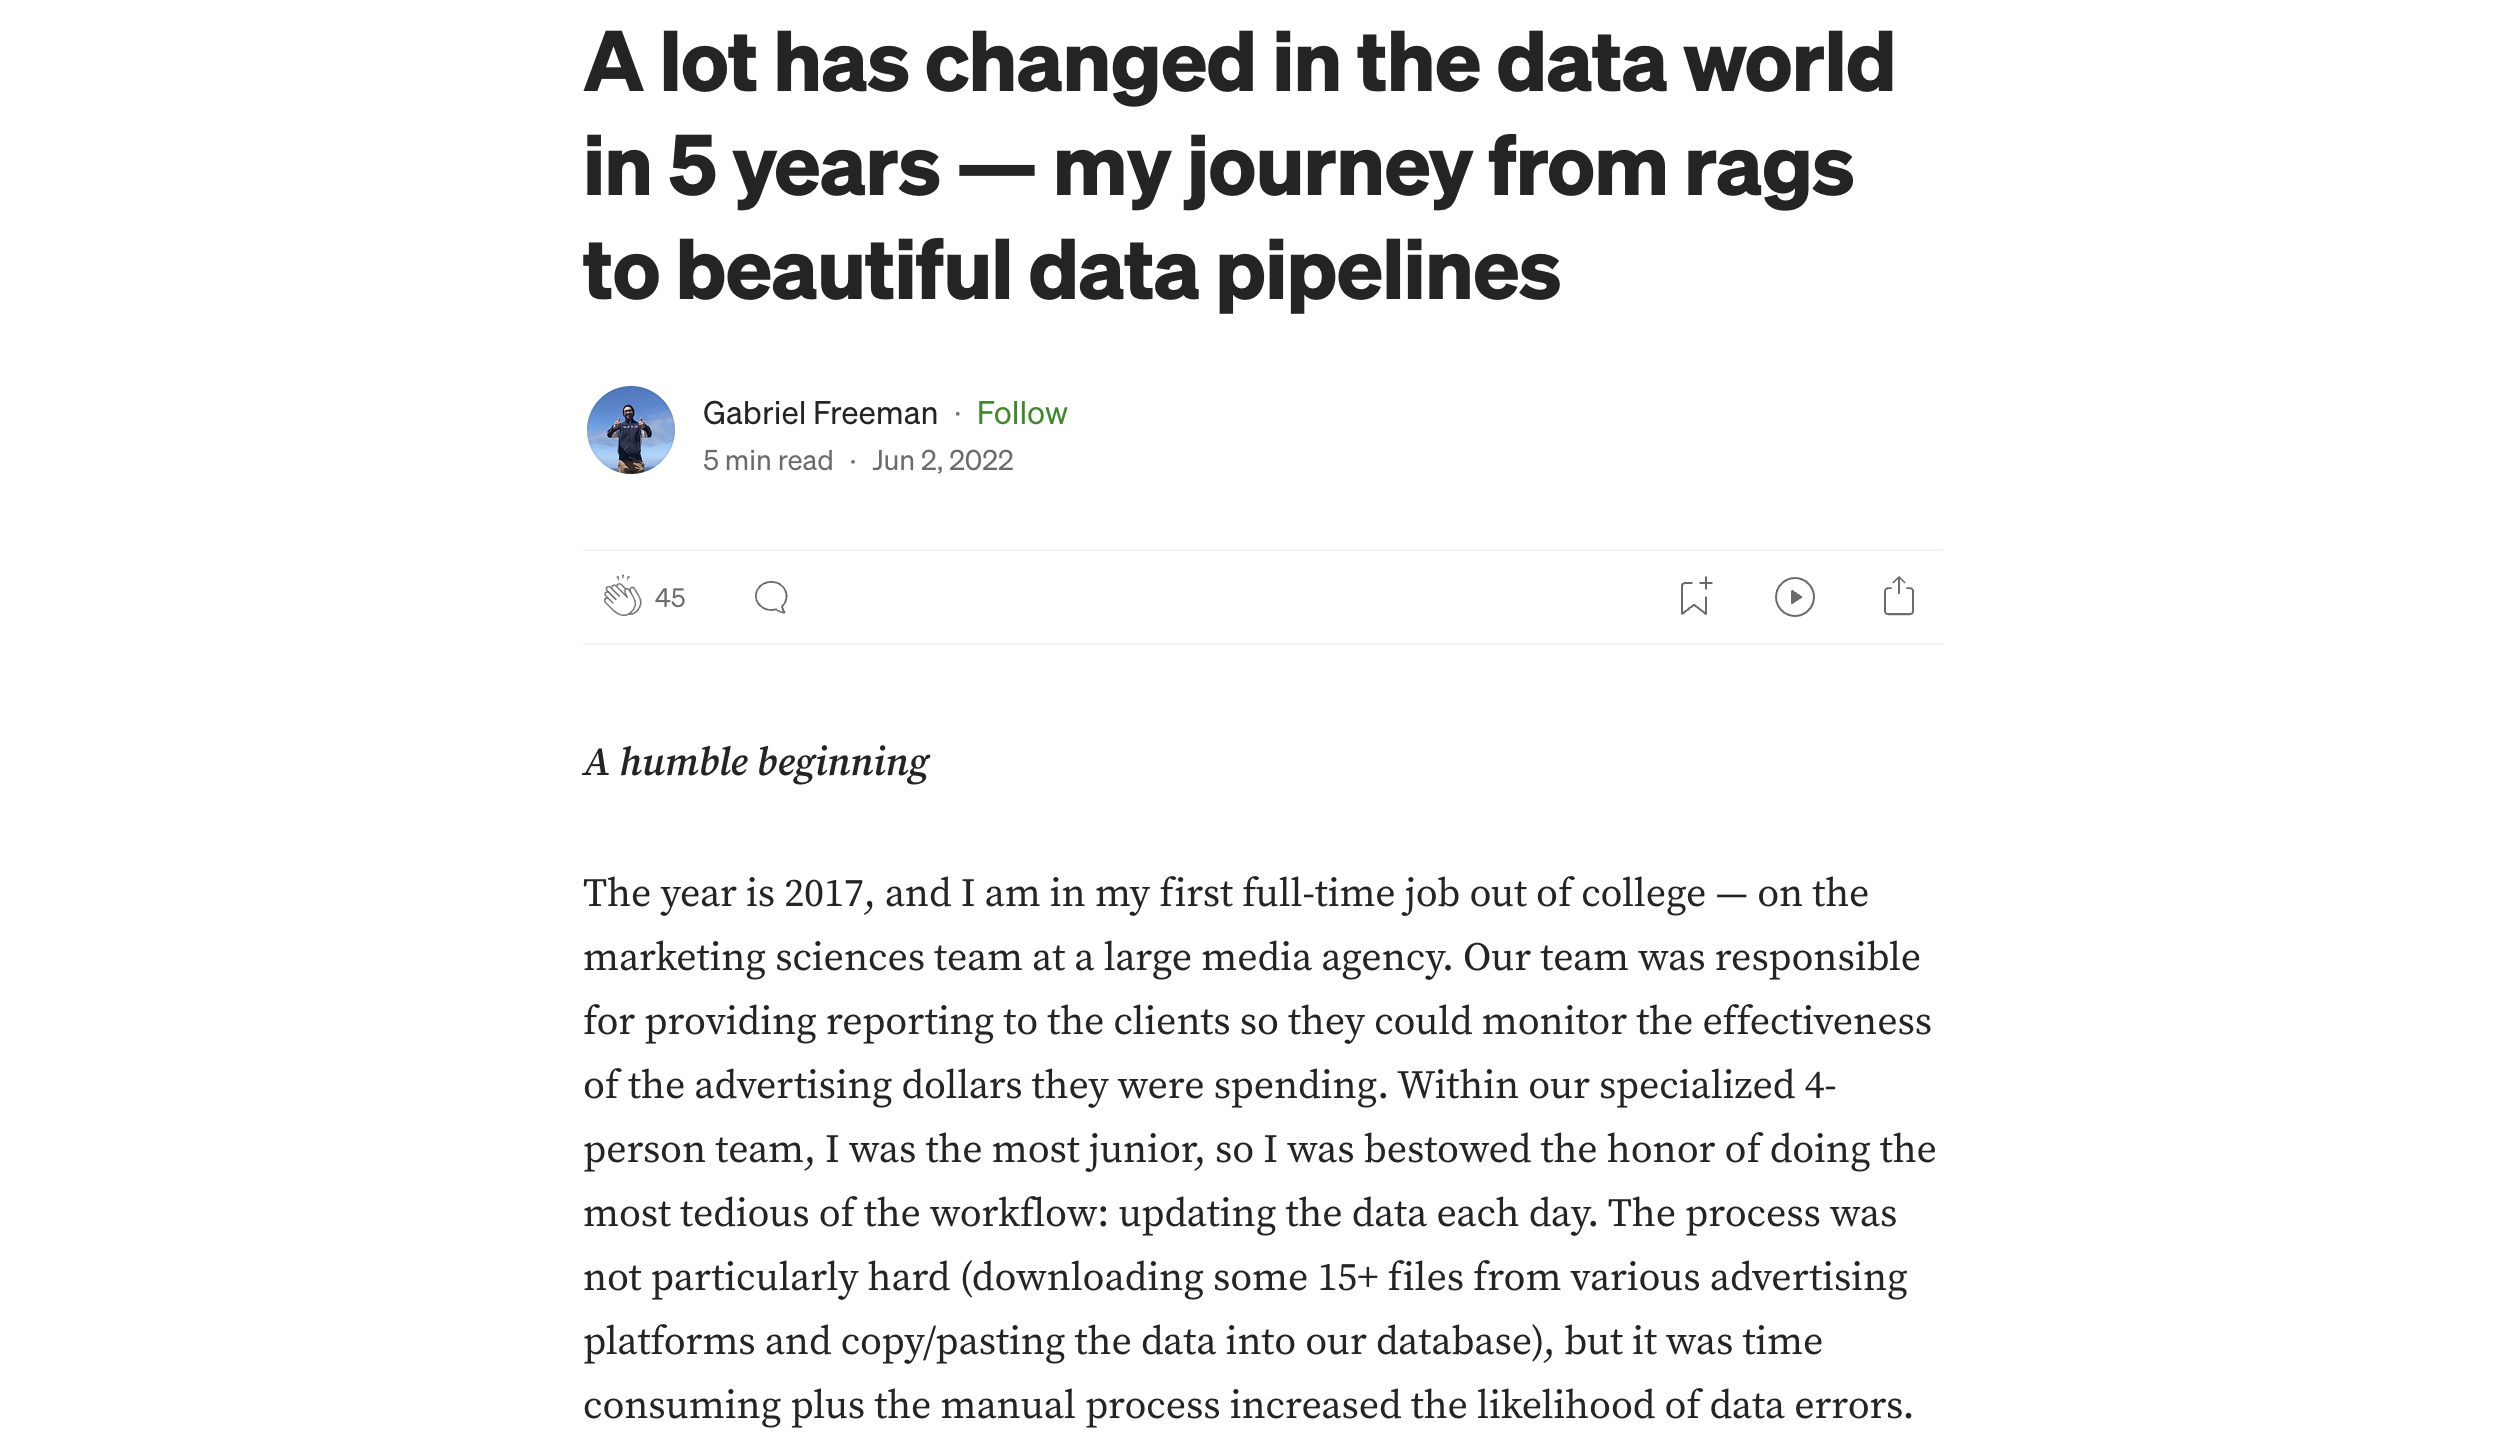 A lot has changed in the data world
in 5 years — my journey from rags
to beautiful data pipelines
Gabriel Freeman · Follow
5 min read · Jun 2, 2022
45
A humble beginning
The year is 2017, and I am in my first full-time job out of college — on the
marketing sciences team at a large media agency. Our team was responsible
for providing reporting to the clients so they could monitor the effectiveness
of the advertising dollars they were spending. Within our specialized 4-
person team, I was the most junior, so I was bestowed the honor of doing the
most tedious of the workflow: updating the data each day. The process was
not particularly hard (downloading some 15+ files from various advertising
platforms and copy/pasting the data into our database), but it was time
consuming plus the manual process increased the likelihood of data errors.